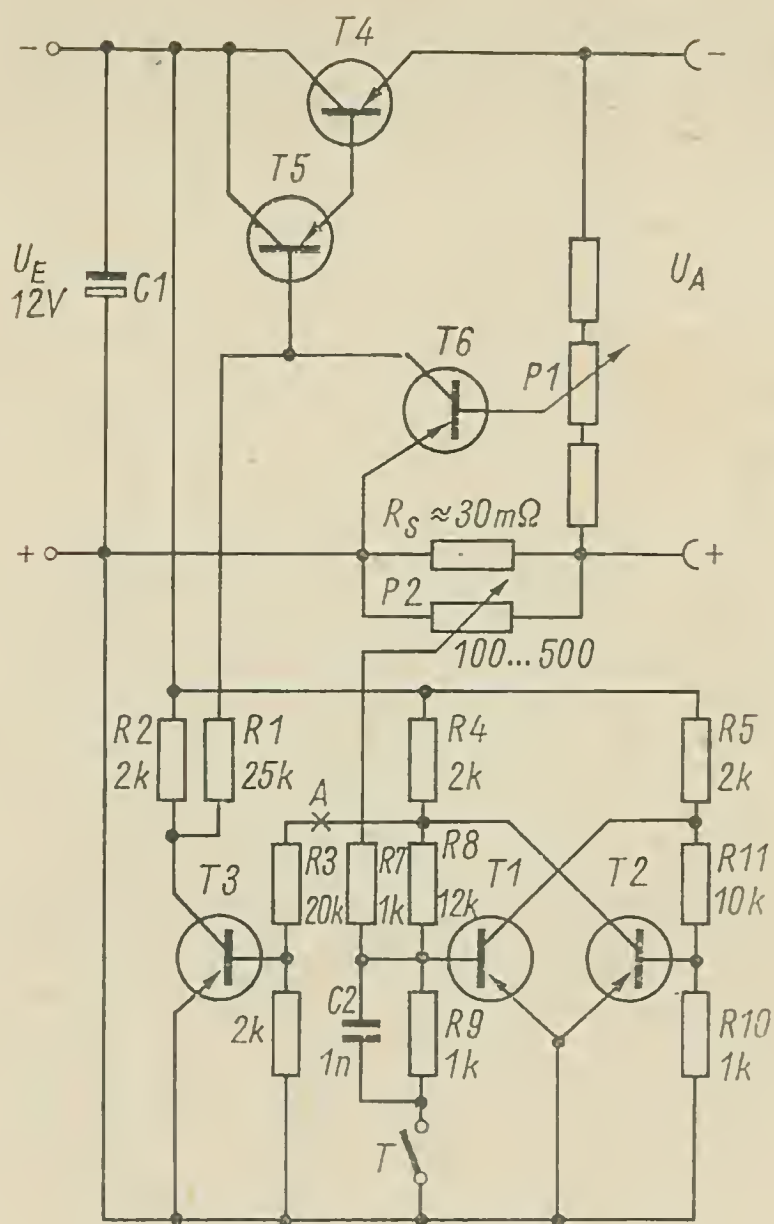 T4
-
-
T5
U_E
12V
C1
U_A
T6
P1
R_S ≈ 30mΩ
+
+
P2
100...500
R2
2k
R1
25k
R4
2k
R5
2k
A
T3
R3
20k
R7
1k
R8
12k
T1
T2
R11
10k
C2
1n
2k
R9
1k
R10
1k
T